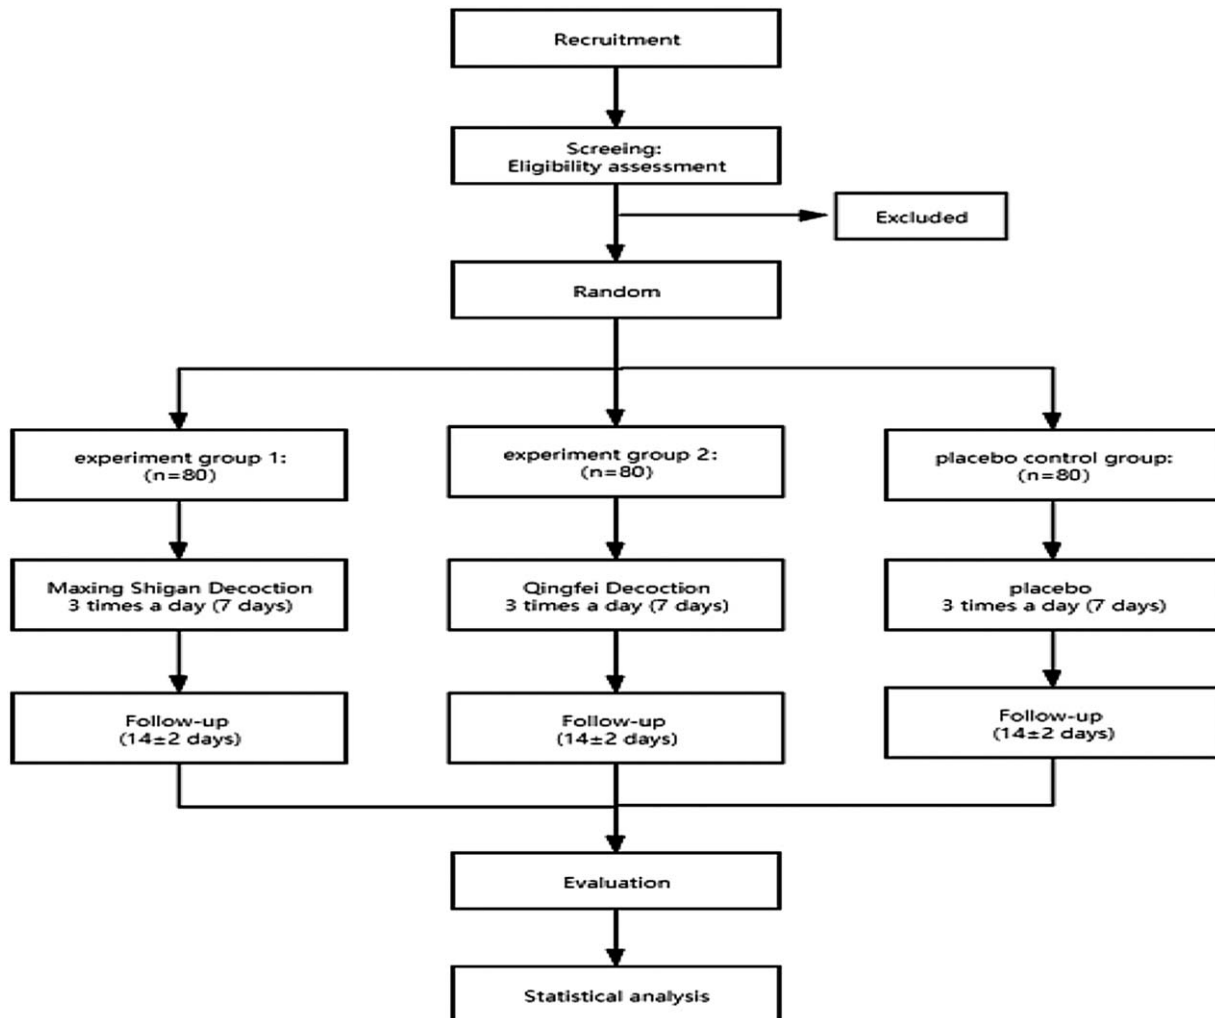 Recruitment
Screeing:
Eligibility assessment
Excluded
Random
experiment group 1:
(n=80)
experiment group 2:
(n=80)
placebo control group:
(n=80)
Maxing Shigan Decoction
3 times a day (7 days)
Qingfei Decoction
3 times a day (7 days)
placebo
3 times a day (7 days)
Follow-up
(14±2 days)
Follow-up
(14±2 days)
Follow-up
(14±2 days)
Evaluation
Statistical analysis